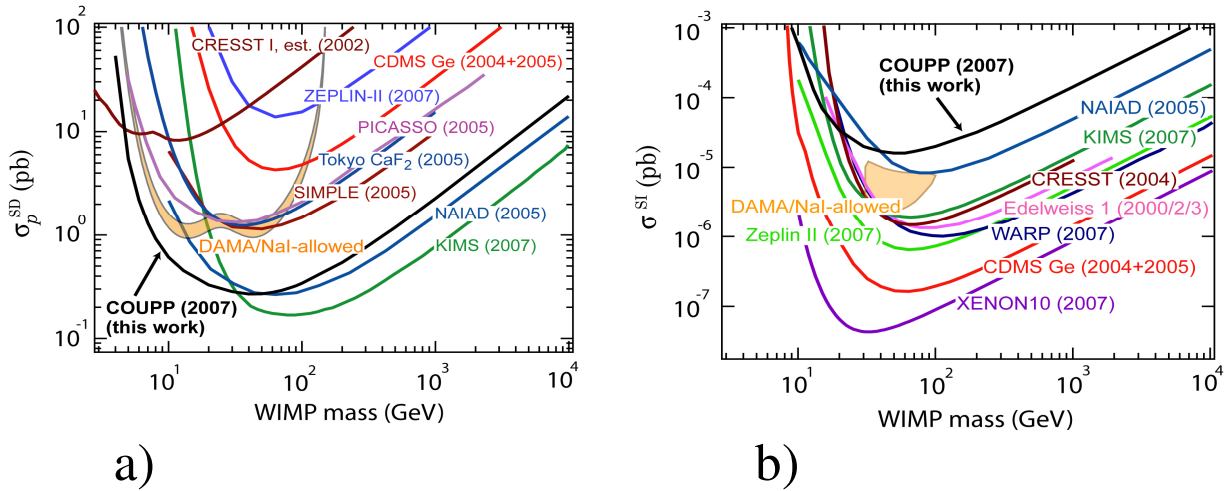 10² 10¹ 10⁰ 10⁻¹
σₚ^SD (pb)
CRESST I, est. (2002)
CDMS Ge (2004+2005)
ZEPLIN-II (2007)
PICASSO (2005)
Tokyo CaF₂ (2005)
SIMPLE (2005)
NAIAD (2005)
DAMA/NaI-allowed
KIMS (2007)
COUPP (2007)
(this work)
10¹ 10² 10³ 10⁴
WIMP mass (GeV)
a)
10⁻³ 10⁻⁴ 10⁻⁵ 10⁻⁶ 10⁻⁷
σ^SI (pb)
COUPP (2007)
(this work)
NAIAD (2005)
KIMS (2007)
CRESST (2004)
DAMA/NaI-allowed
Edelweiss 1 (2000/2/3)
Zeplin II (2007)
WARP (2007)
CDMS Ge (2004+2005)
XENON10 (2007)
10¹ 10² 10³ 10⁴
WIMP mass (GeV)
b)